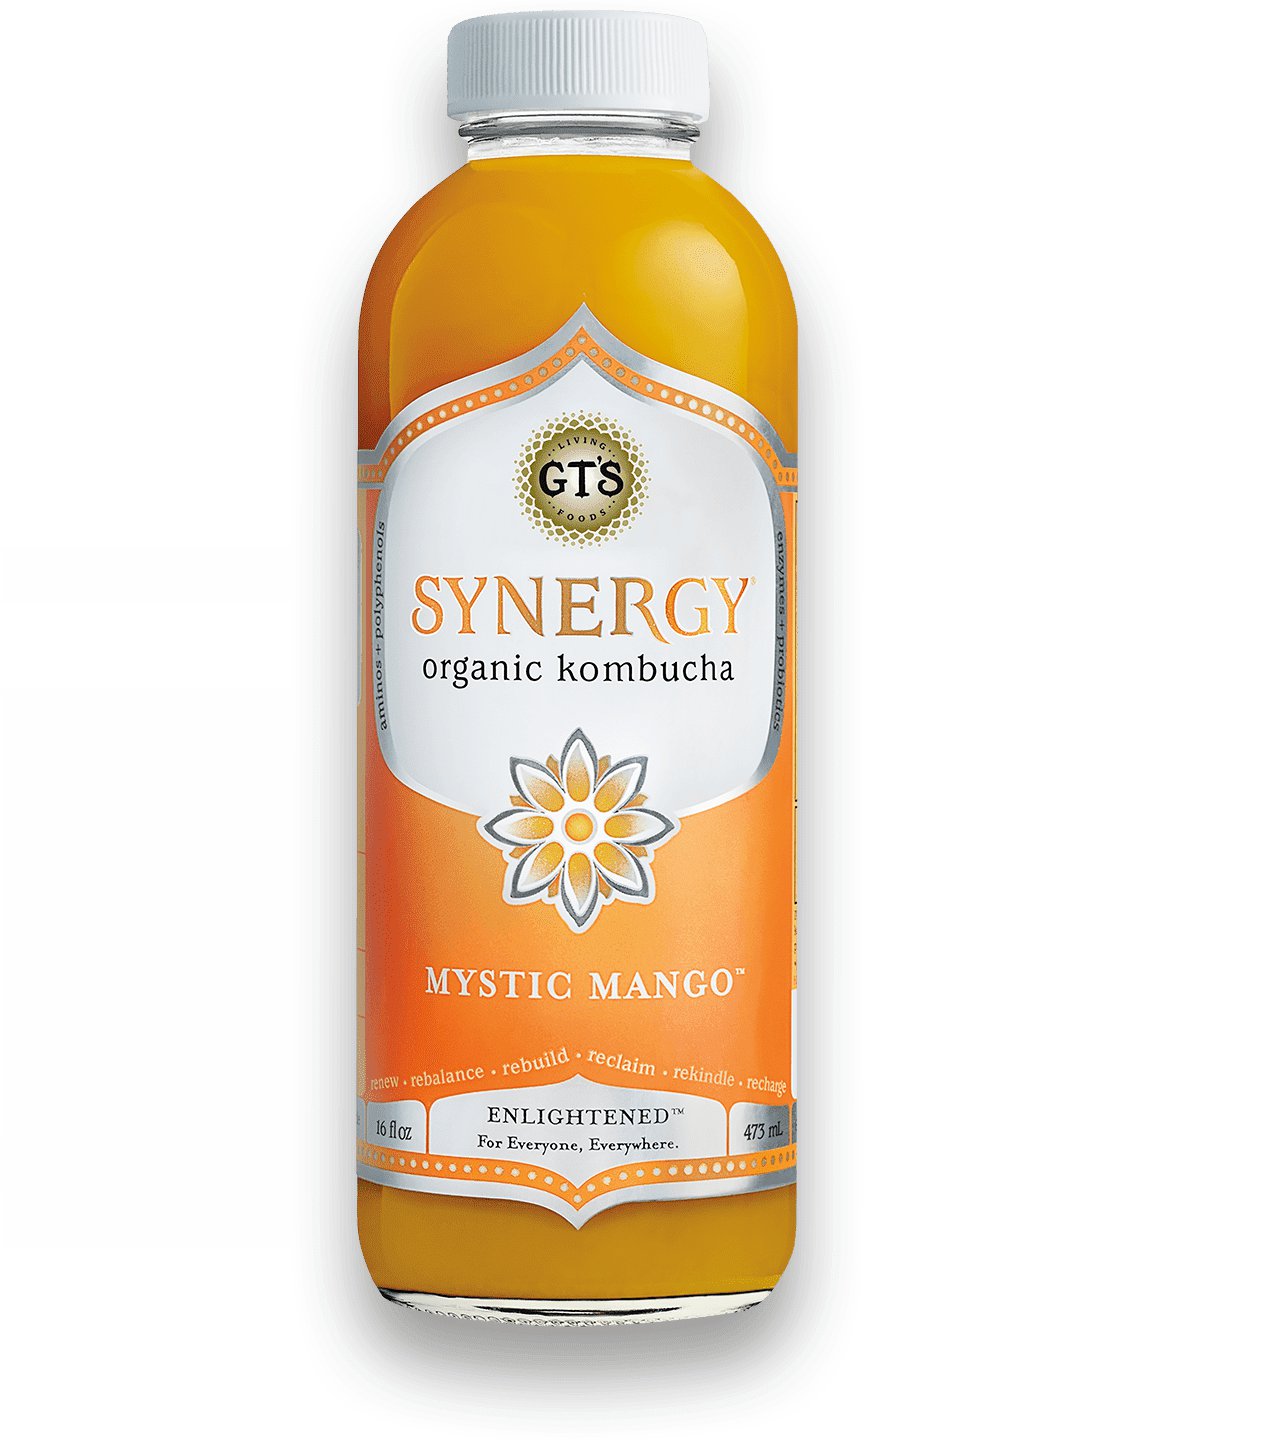 LIVING
GT'S
FOODS
SYNERGY®
organic kombucha
aminos + polyphenols
enzymes + probiotics
MYSTIC MANGO™
renew • rebalance • rebuild • reclaim • rekindle • recharge
16 fl oz
ENLIGHTENED™
For Everyone, Everywhere.
473 mL